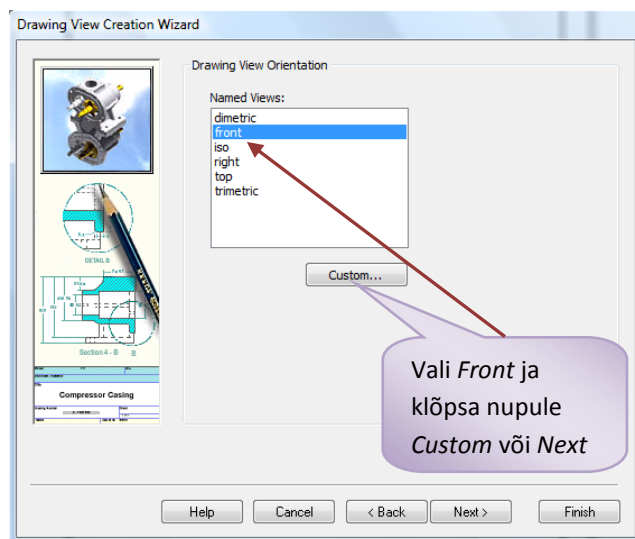 Drawing View Creation Wizard
Drawing View Orientation
Named Views:
dimetric
front
iso
right
top
trimetric
Custom...
DETAIL B
Section 4 - B
B
Compressor Casing
Vali Front ja
klõpsa nupule
Custom või Next
Help
Cancel
< Back
Next >
Finish